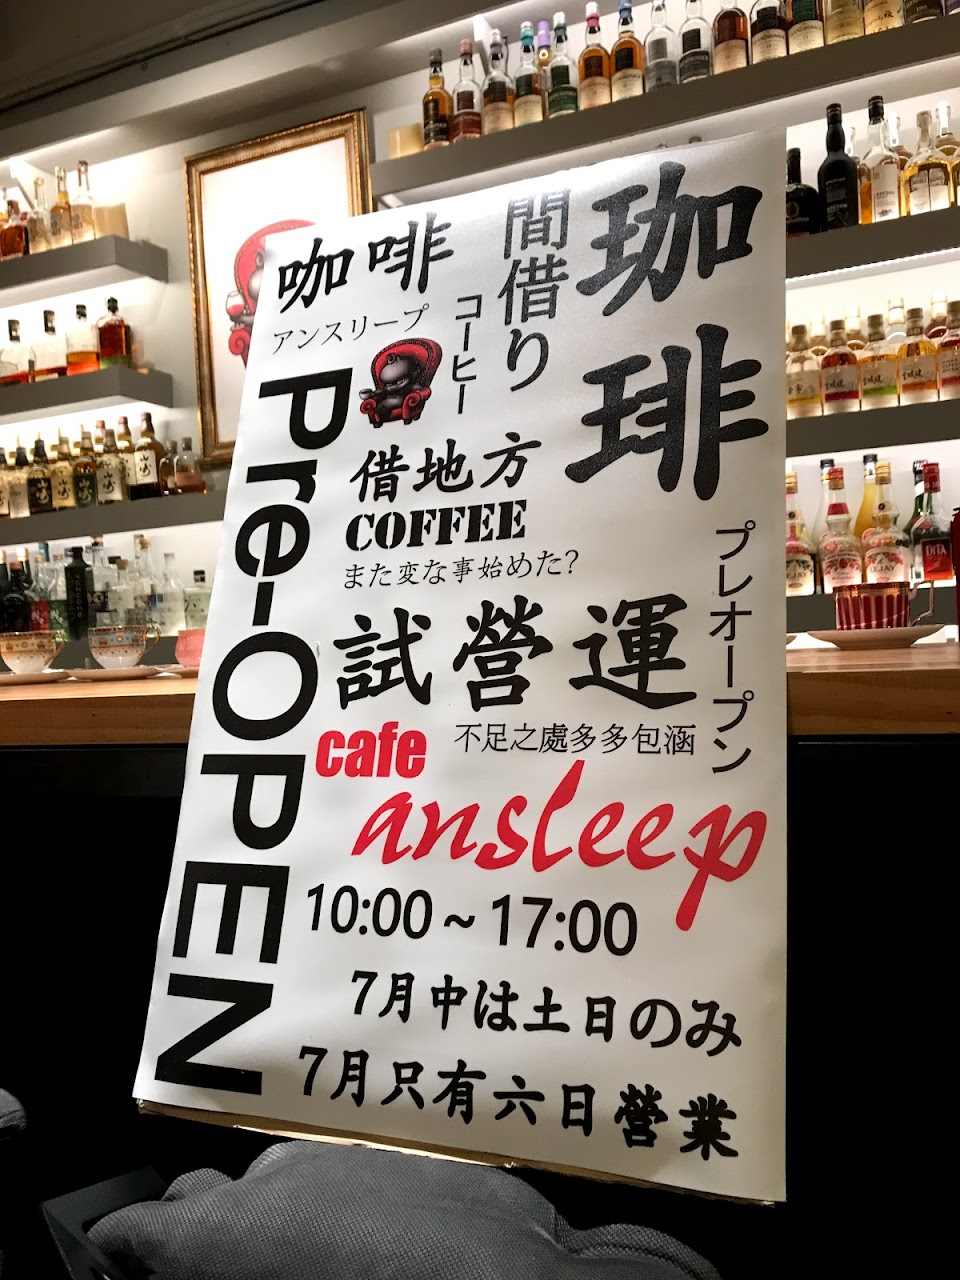 珈琲
間借り
コーヒー
咖啡
アンスリープ
Pre-OPEN
借地方
COFFEE
また変な事始めた?
試營運
プレオープン
不足之處多多包涵
cafe
ansleep
10:00~17:00
7月中は土日のみ
7月只有六日營業
DITA